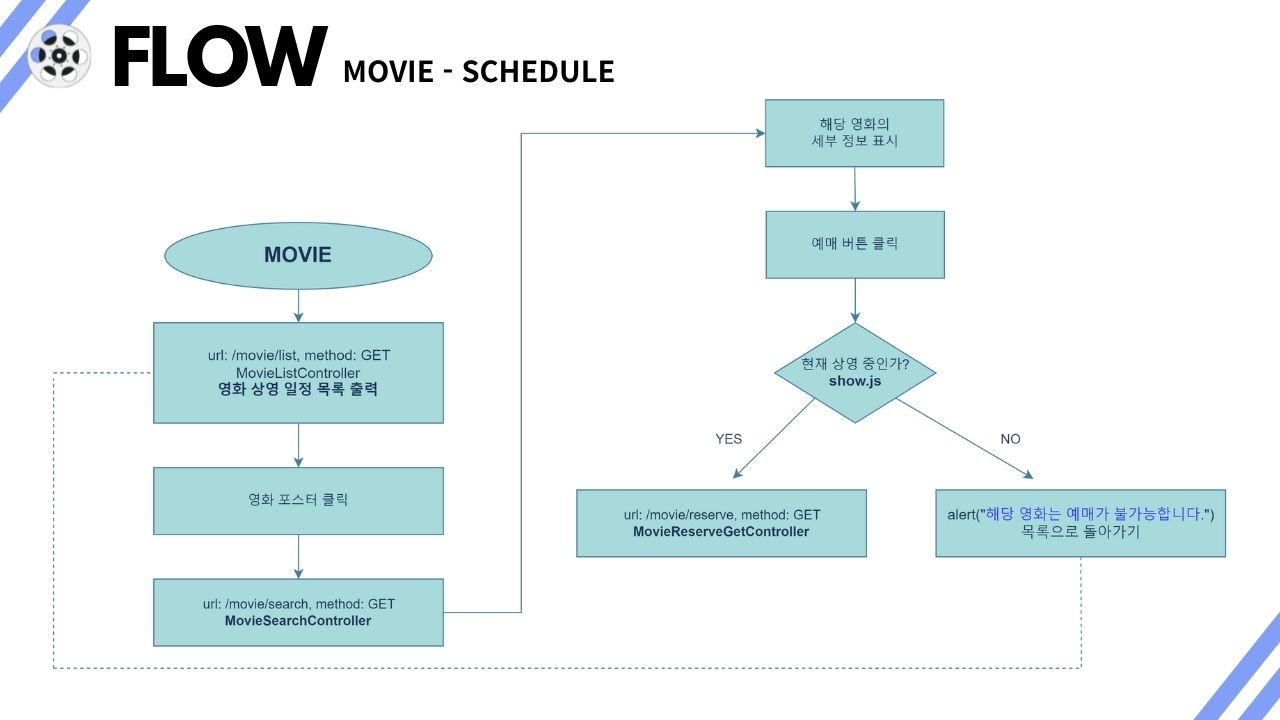 FLOW MOVIE - SCHEDULE
MOVIE
url: /movie/list, method: GET
MovieListController
영화 상영 일정 목록 출력
영화 포스터 클릭
url: /movie/search, method: GET
MovieSearchController
해당 영화의
세부 정보 표시
예매 버튼 클릭
현재 상영 중인가?
show.js
YES
NO
url: /movie/reserve, method: GET
MovieReserveGetController
alert("해당 영화는 예매가 불가능합니다.")
목록으로 돌아가기